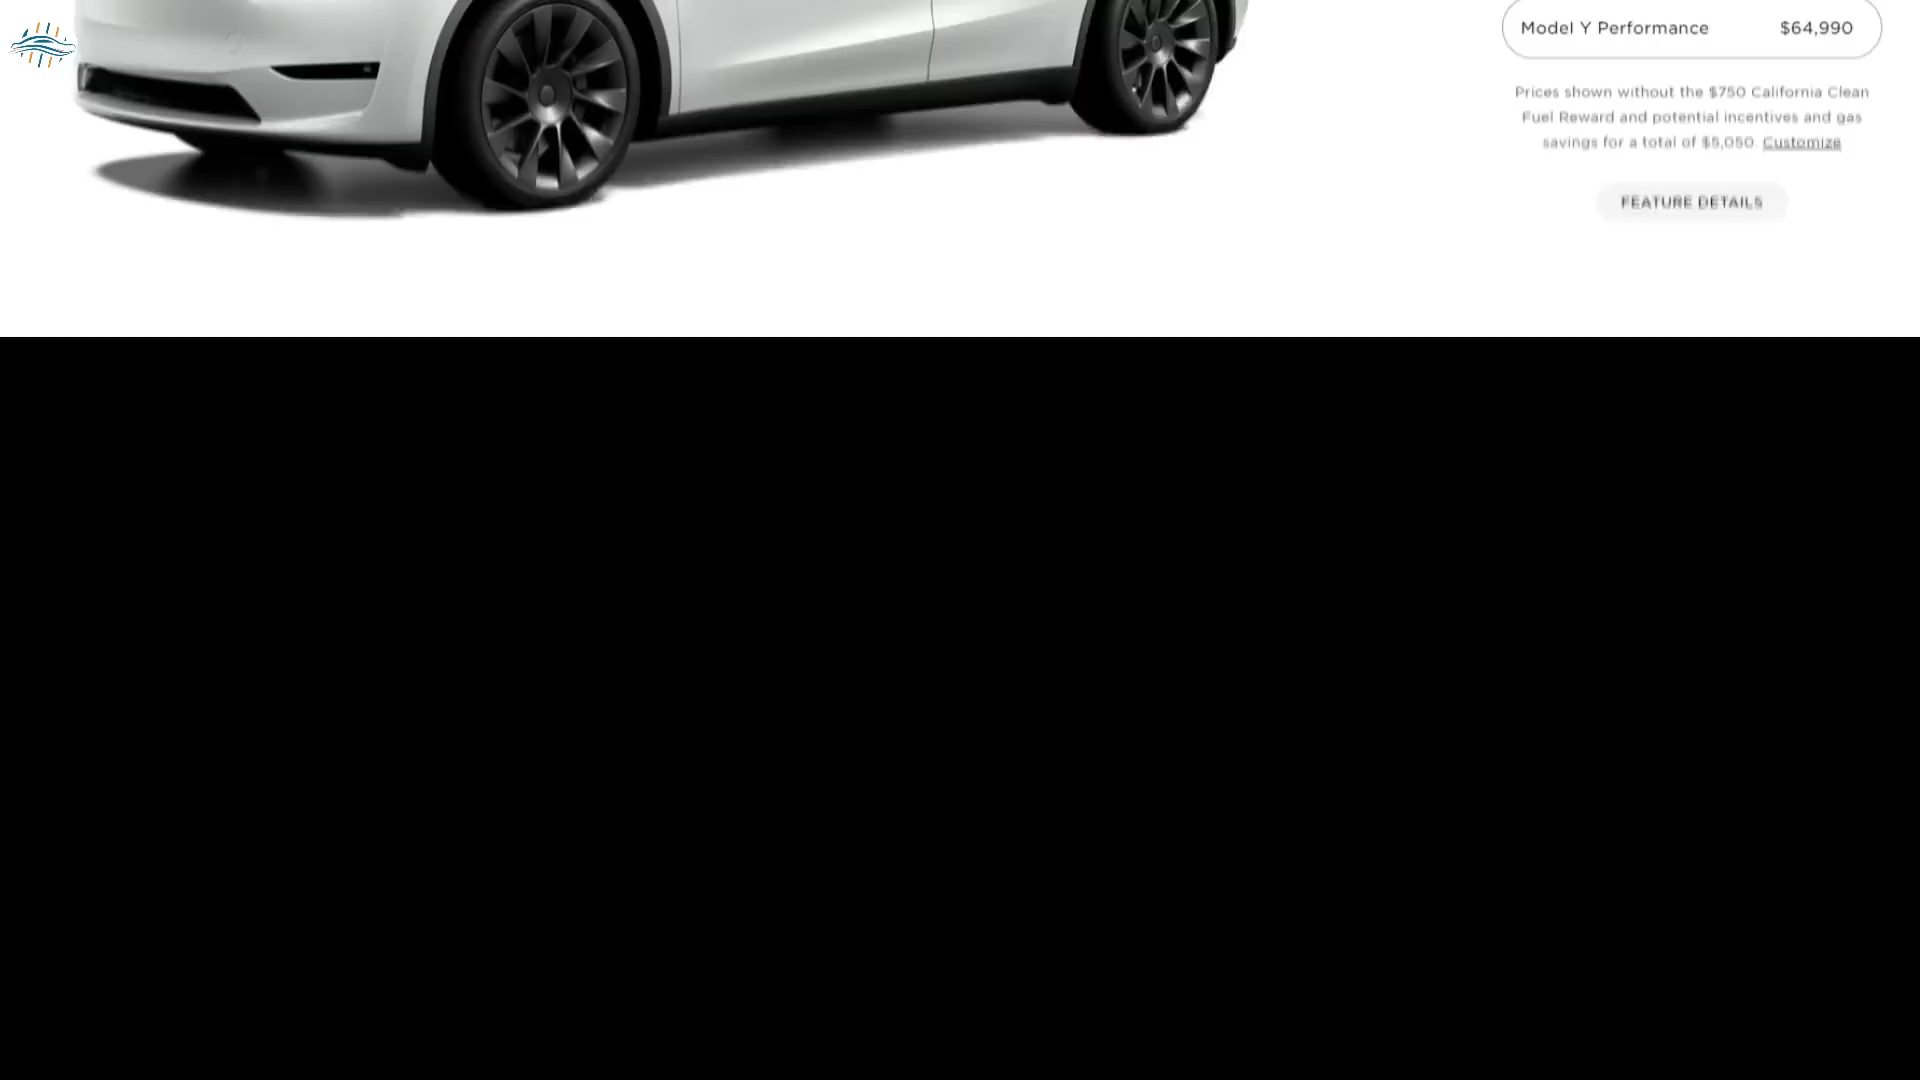 Model Y Performance $64,990
Prices shown without the $750 California Clean
Fuel Reward and potential incentives and gas
savings for a total of $5,050. Customize
FEATURE DETAILS